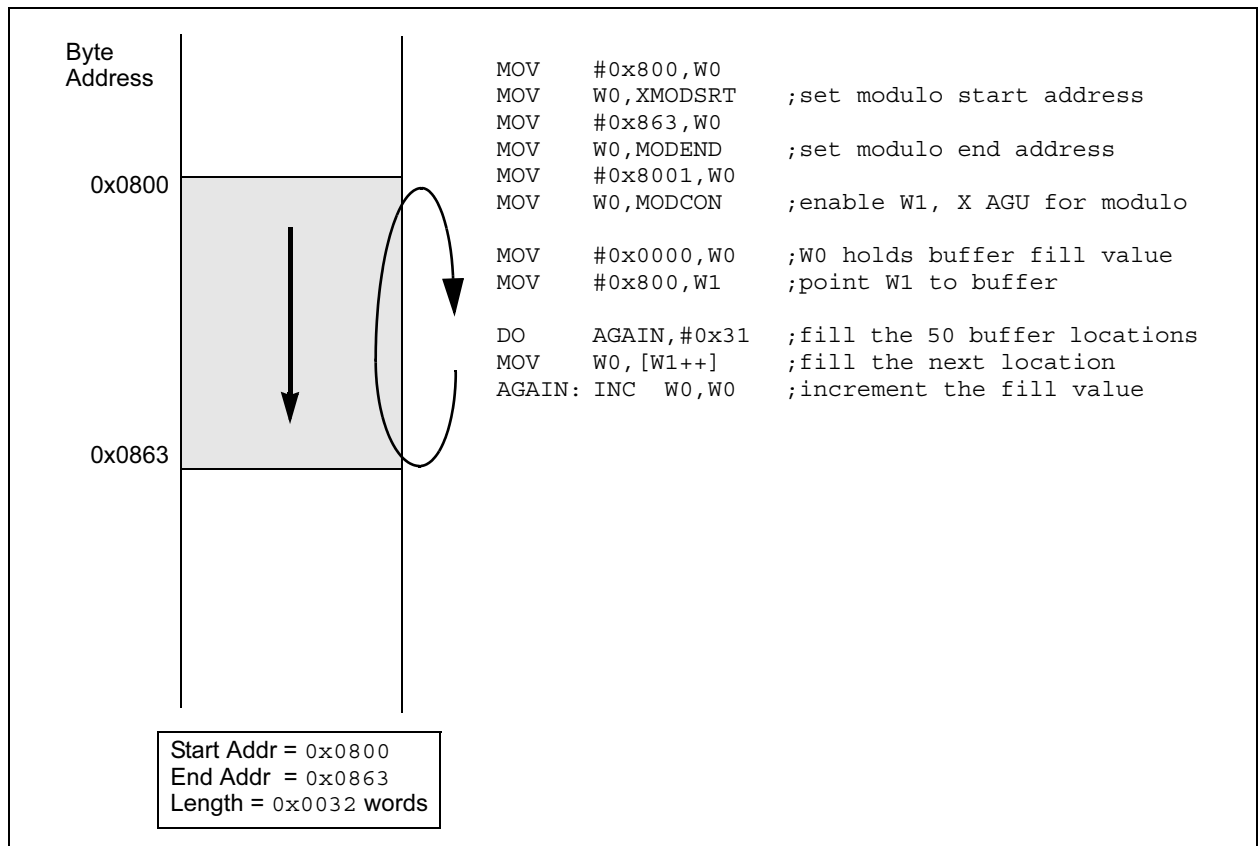 Byte
Address
0x0800
0x0863
MOV #0x800,W0
MOV W0,XMODSRT ;set modulo start address
MOV #0x863,W0
MOV W0,MODEND ;set modulo end address
MOV #0x8001,W0
MOV W0,MODCON ;enable W1, X AGU for modulo
MOV #0x0000,W0 ;W0 holds buffer fill value
MOV #0x800,W1 ;point W1 to buffer
DO AGAIN,#0x31 ;fill the 50 buffer locations
MOV W0,[W1++] ;fill the next location
AGAIN: INC W0,W0 ;increment the fill value
Start Addr = 0x0800
End Addr = 0x0863
Length = 0x0032 words